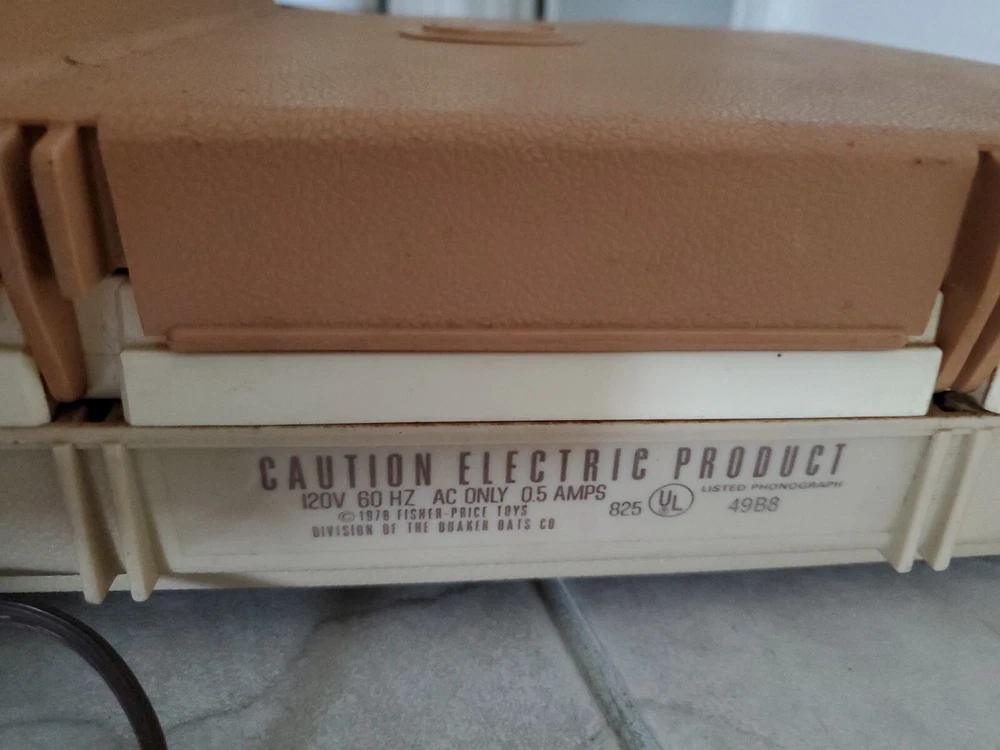 CAUTION ELECTRIC PRODUCT
120V 60 HZ AC ONLY 0.5 AMPS
© 1978 FISHER-PRICE TOYS
DIVISION OF THE QUAKER OATS CO
825 UL LISTED PHONOGRAPH
49B8